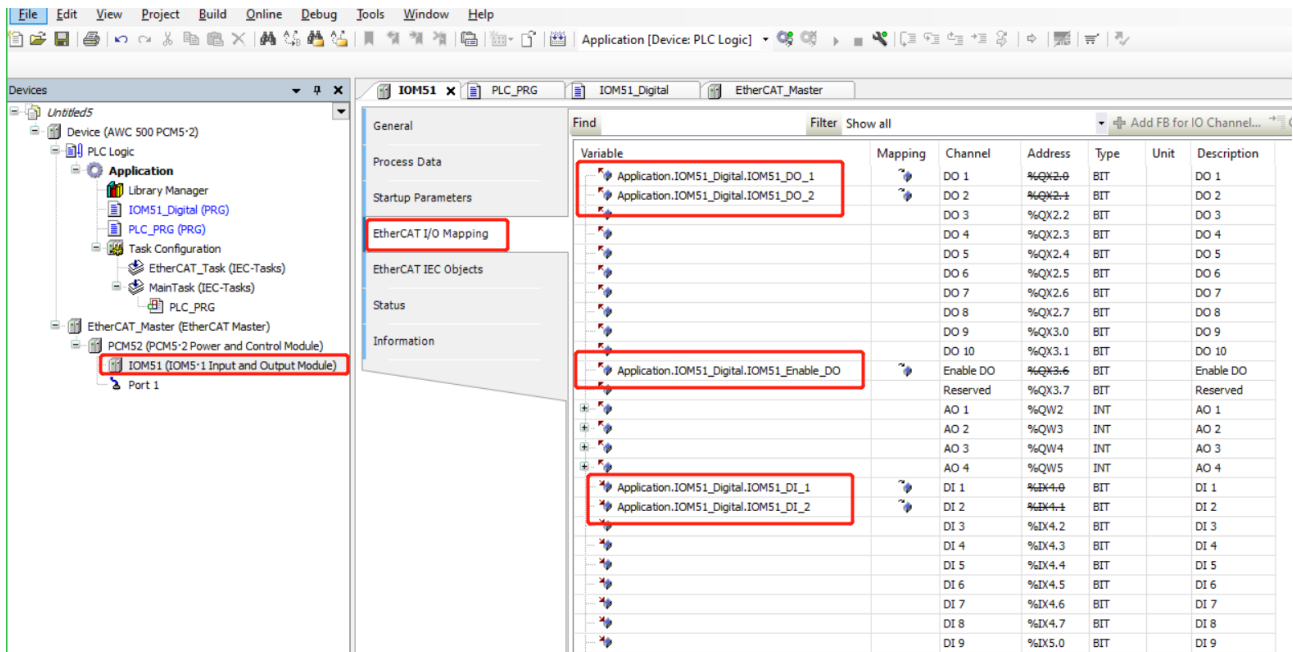 File Edit View Project Build Online Debug Tools Window Help
Application [Device: PLC Logic]
Devices
Untitled5
Device (AWC 500 PCM5·2)
PLC Logic
Application
Library Manager
IOM51_Digital (PRG)
PLC_PRG (PRG)
Task Configuration
EtherCAT_Task (IEC-Tasks)
MainTask (IEC-Tasks)
PLC_PRG
EtherCAT_Master (EtherCAT Master)
PCM52 (PCM5·2 Power and Control Module)
IOM51 (IOM5·1 Input and Output Module)
Port 1
IOM51 PLC_PRG IOM51_Digital EtherCAT_Master
General
Process Data
Startup Parameters
EtherCAT I/O Mapping
EtherCAT IEC Objects
Status
Information
Find Filter Show all Add FB for IO Channel...
Variable Mapping Channel Address Type Unit Description
Application.IOM51_Digital.IOM51_DO_1 DO 1 %QX2.0 BIT DO 1
Application.IOM51_Digital.IOM51_DO_2 DO 2 %QX2.1 BIT DO 2
DO 3 %QX2.2 BIT DO 3
DO 4 %QX2.3 BIT DO 4
DO 5 %QX2.4 BIT DO 5
DO 6 %QX2.5 BIT DO 6
DO 7 %QX2.6 BIT DO 7
DO 8 %QX2.7 BIT DO 8
DO 9 %QX3.0 BIT DO 9
DO 10 %QX3.1 BIT DO 10
Application.IOM51_Digital.IOM51_Enable_DO Enable DO %QX3.6 BIT Enable DO
Reserved %QX3.7 BIT Reserved
AO 1 %QW2 INT AO 1
AO 2 %QW3 INT AO 2
AO 3 %QW4 INT AO 3
AO 4 %QW5 INT AO 4
Application.IOM51_Digital.IOM51_DI_1 DI 1 %IX4.0 BIT DI 1
Application.IOM51_Digital.IOM51_DI_2 DI 2 %IX4.1 BIT DI 2
DI 3 %IX4.2 BIT DI 3
DI 4 %IX4.3 BIT DI 4
DI 5 %IX4.4 BIT DI 5
DI 6 %IX4.5 BIT DI 6
DI 7 %IX4.6 BIT DI 7
DI 8 %IX4.7 BIT DI 8
DI 9 %IX5.0 BIT DI 9